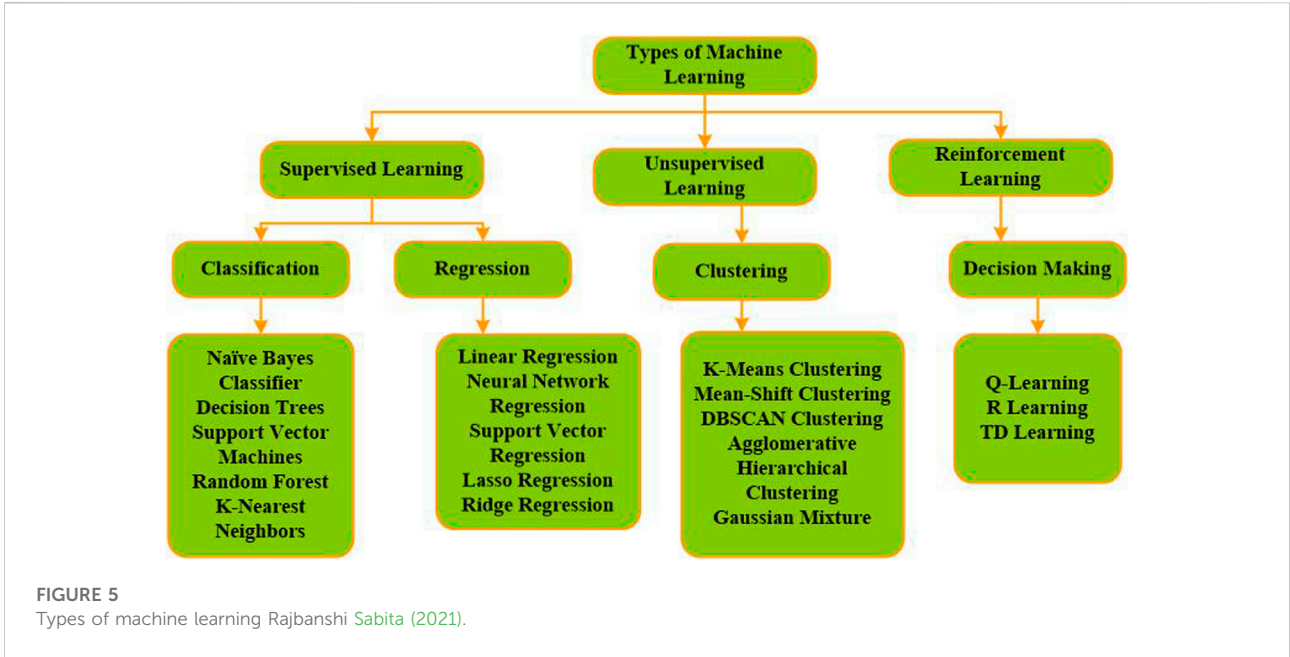 Types of Machine
Learning
Supervised Learning
Unsupervised
Learning
Reinforcement
Learning
Classification
Regression
Clustering
Decision Making
Naïve Bayes
Classifier
Decision Trees
Support Vector
Machines
Random Forest
K-Nearest
Neighbors
Linear Regression
Neural Network
Regression
Support Vector
Regression
Lasso Regression
Ridge Regression
K-Means Clustering
Mean-Shift Clustering
DBSCAN Clustering
Agglomerative
Hierarchical
Clustering
Gaussian Mixture
Q-Learning
R Learning
TD Learning
FIGURE 5
Types of machine learning Rajbanshi Sabita (2021).